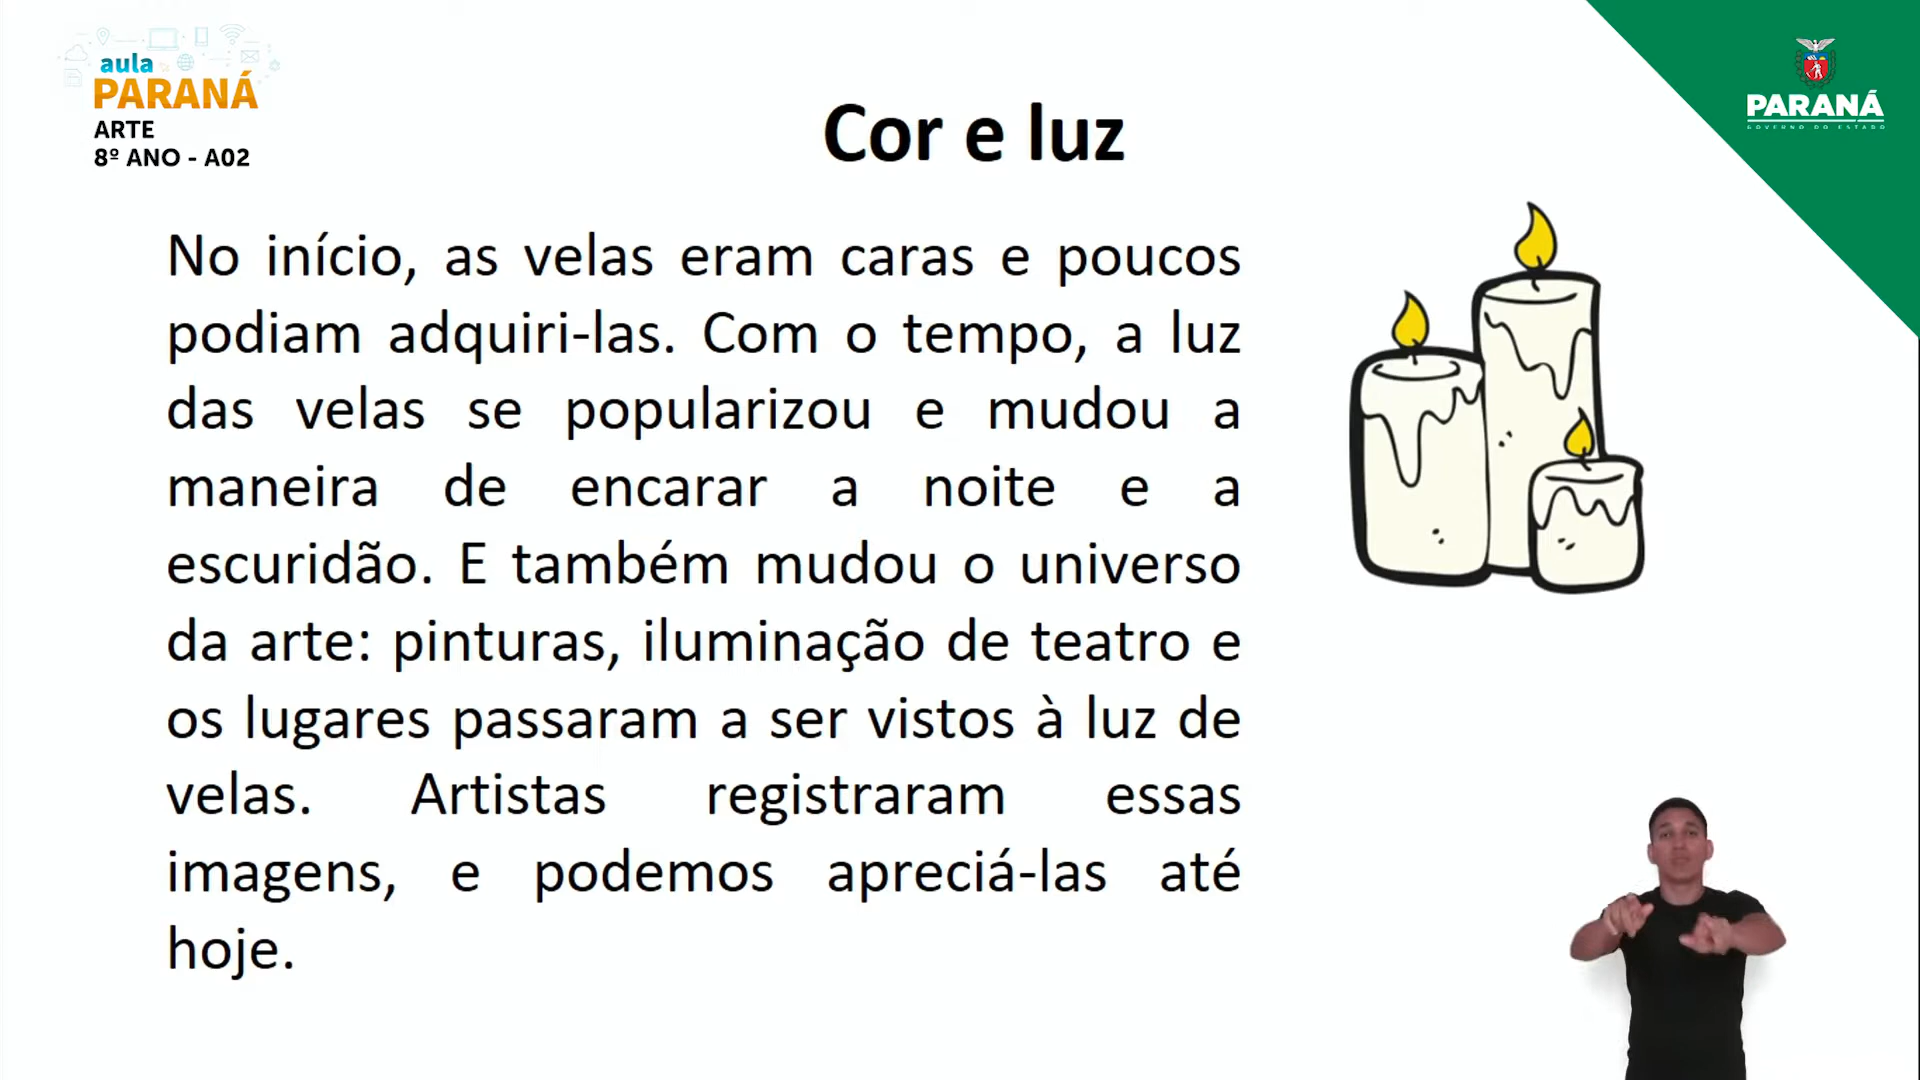 aula
PARANÁ
ARTE
8º ANO - A02
PARANÁ
GOVERNO DO ESTADO
Cor e luz
No início, as velas eram caras e poucos
podiam adquiri-las. Com o tempo, a luz
das velas se popularizou e mudou a
maneira de encarar a noite e a
escuridão. E também mudou o universo
da arte: pinturas, iluminação de teatro e
os lugares passaram a ser vistos à luz de
velas. Artistas registraram essas
imagens, e podemos apreciá-las até
hoje.